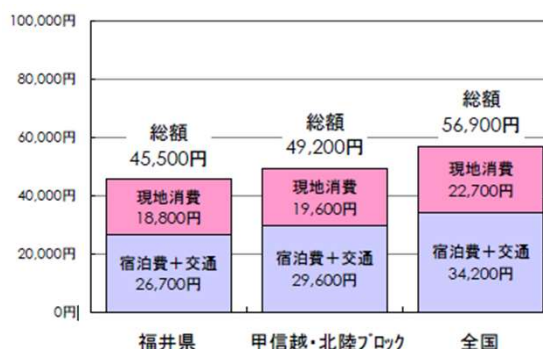 100,000円
80,000円
60,000円
40,000円
20,000円
0円
総額
45,500円
現地消費
18,800円
宿泊費＋交通
26,700円
福井県
総額
49,200円
現地消費
19,600円
宿泊費＋交通
29,600円
甲信越・北陸ブロック
総額
56,900円
現地消費
22,700円
宿泊費＋交通
34,200円
全国